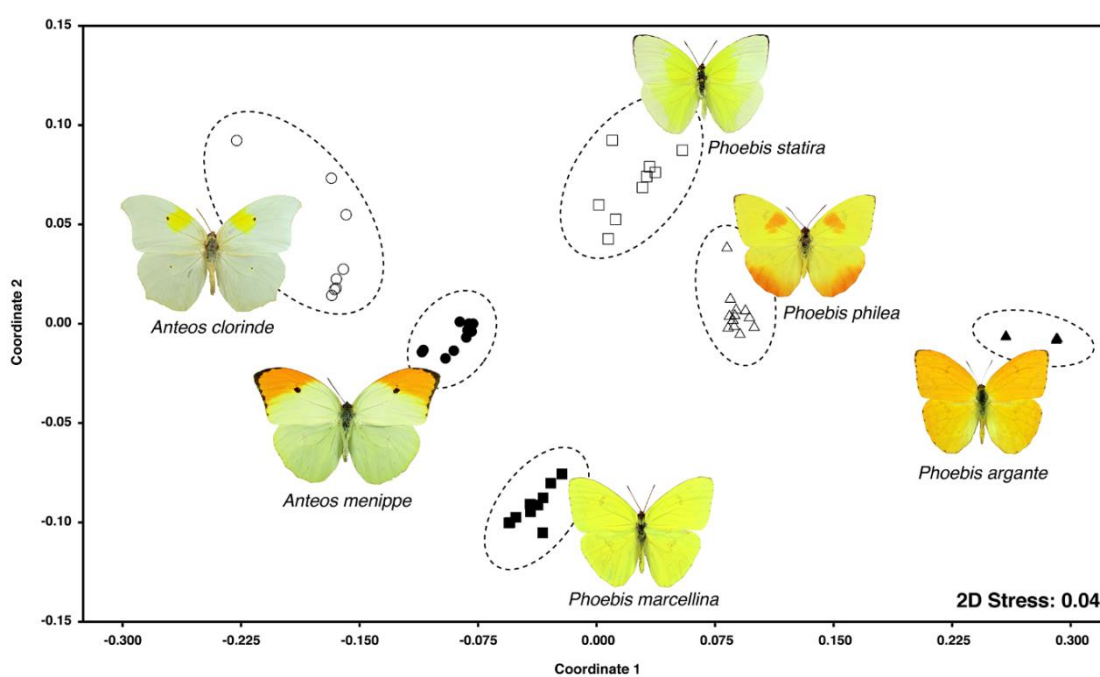 0.15
0.10
0.05
0.00
-0.05
-0.10
-0.15
Coordinate 2
Phoebis statira
Anteos clorinde
Phoebis philea
Anteos menippe
Phoebis argante
Phoebis marcellina
2D Stress: 0.04
-0.300 -0.225 -0.150 -0.075 0.000 0.075 0.150 0.225 0.300
Coordinate 1